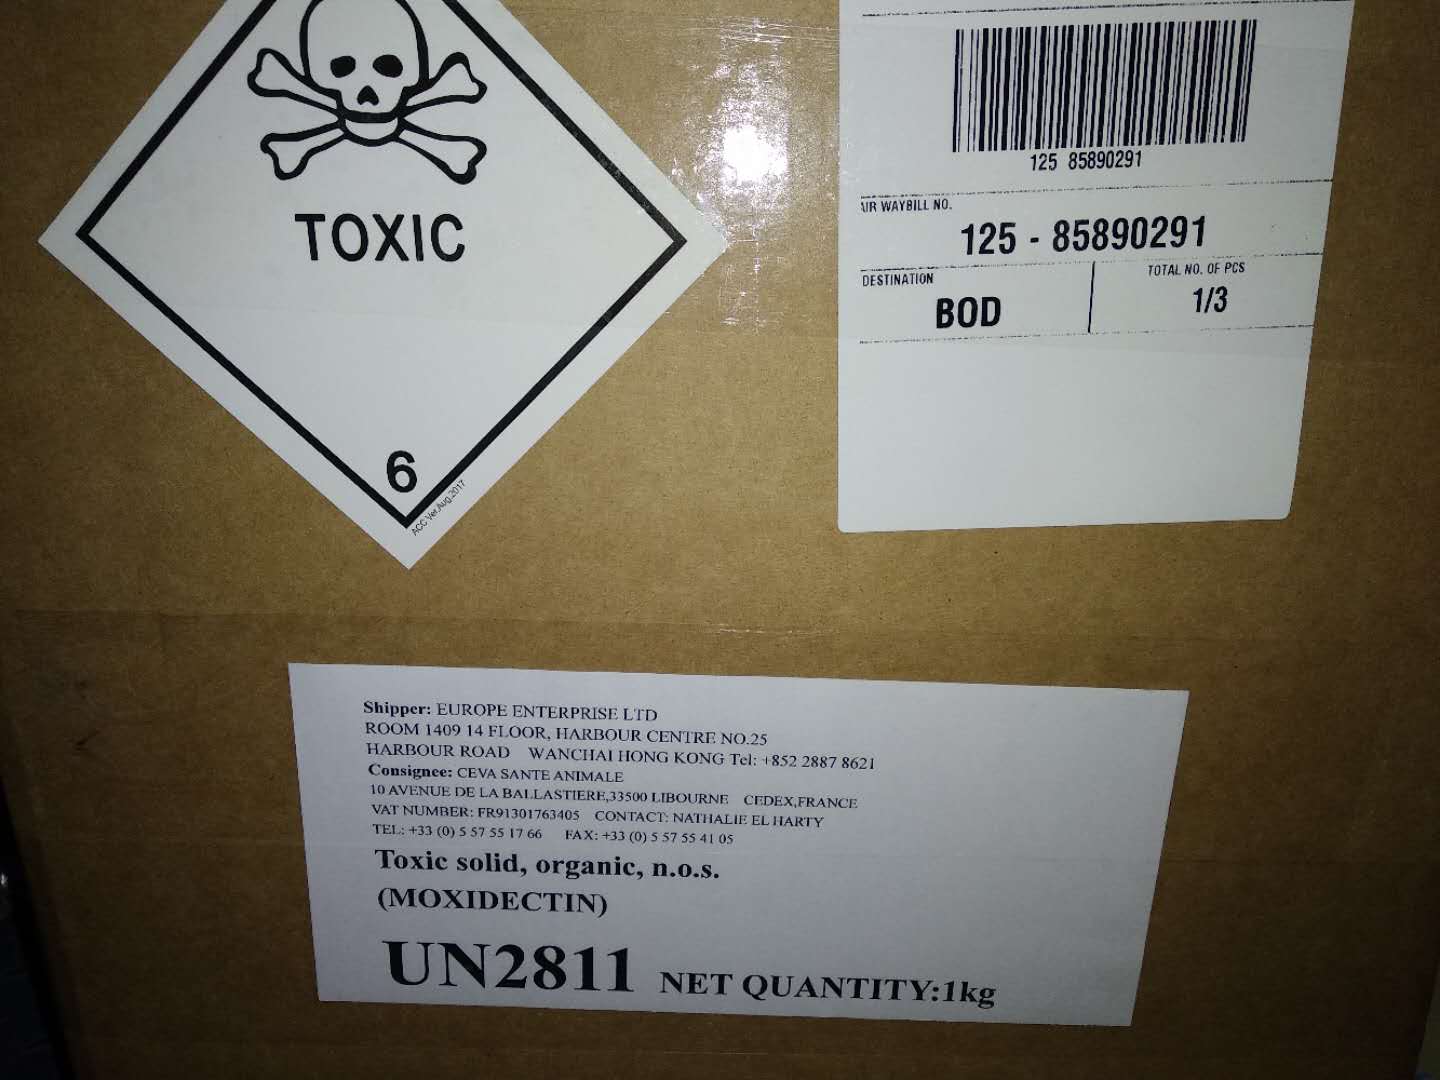 TOXIC
6
ACC Ver.Aug.2017
125 85890291
AIR WAYBILL NO.
125 - 85890291
DESTINATION
TOTAL NO. OF PCS
BOD
1/3
Shipper: EUROPE ENTERPRISE LTD
ROOM 1409 14 FLOOR, HARBOUR CENTRE NO.25
HARBOUR ROAD WANCHAI HONG KONG Tel: +852 2887 8621
Consignee: CEVA SANTE ANIMALE
10 AVENUE DE LA BALLASTIERE,33500 LIBOURNE CEDEX,FRANCE
VAT NUMBER: FR91301763405 CONTACT: NATHALIE EL HARTY
TEL: +33 (0) 5 57 55 17 66 FAX: +33 (0) 5 57 55 41 05
Toxic solid, organic, n.o.s.
(MOXIDECTIN)
UN2811 NET QUANTITY:1kg